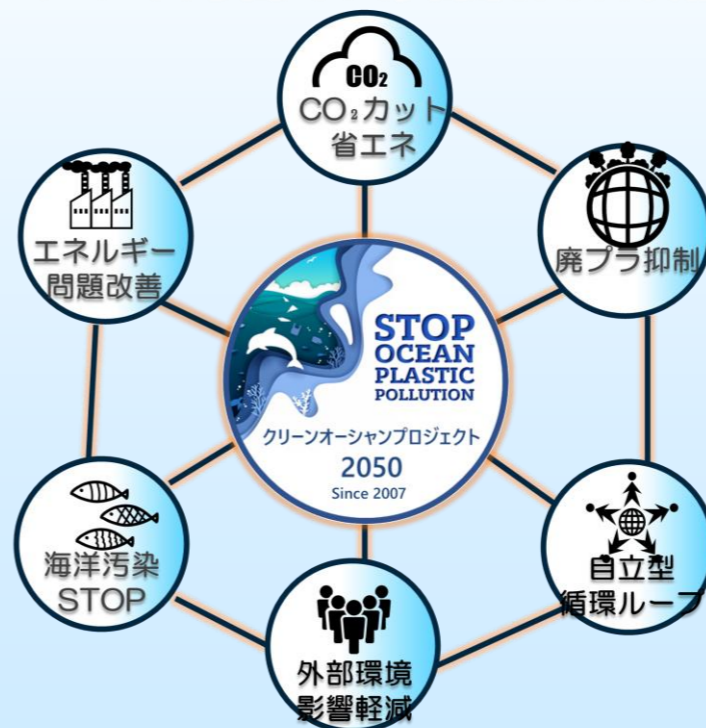 CO₂
CO₂カット
省エネ
エネルギー
問題改善
廃プラ抑制
STOP
OCEAN
PLASTIC
POLLUTION
クリーンオーシャンプロジェクト
2050
Since 2007
海洋汚染
STOP
自立型
循環ループ
外部環境
影響軽減